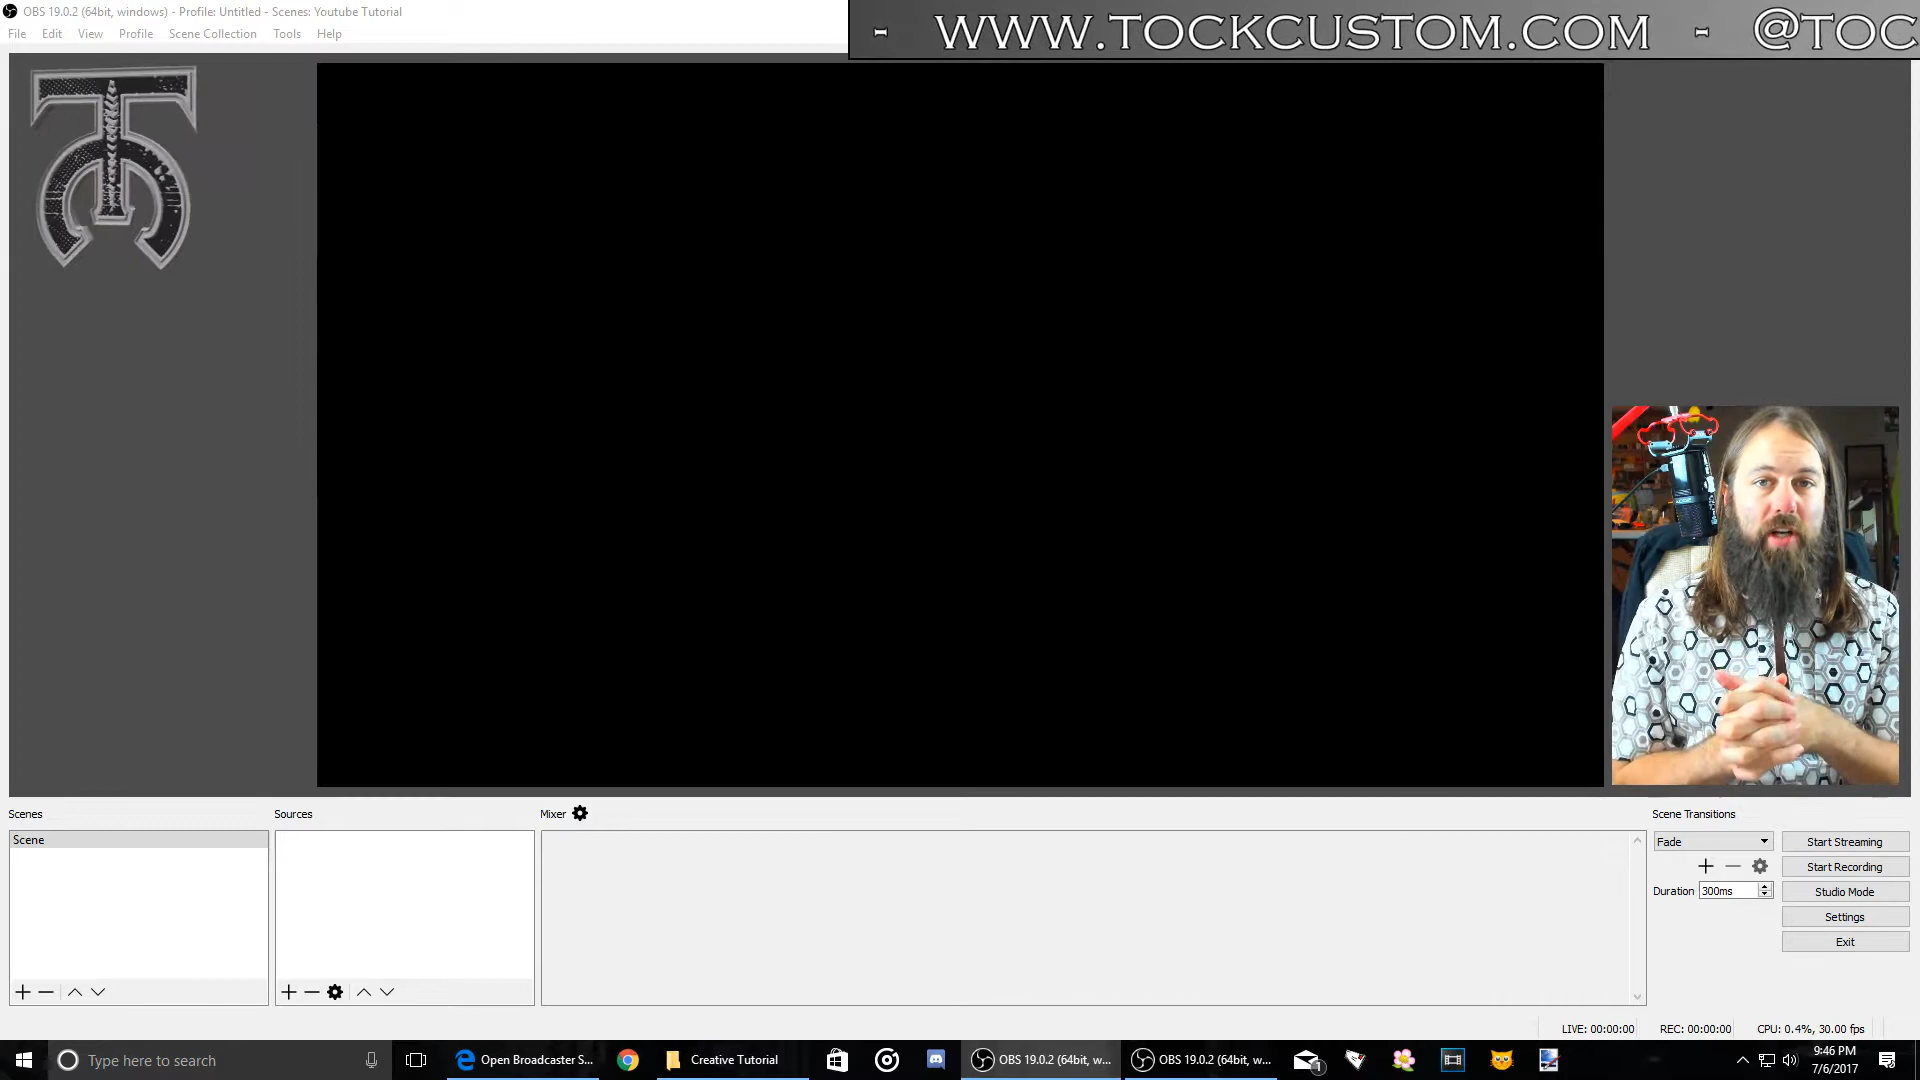 OBS 19.0.2 (64bit, windows) - Profile: Untitled - Scenes: Youtube Tutorial
- WWW.TOCKCUSTOM.COM - @TOC
File Edit View Profile Scene Collection Tools Help
Scenes
Sources
Mixer
Scene Transitions
Scene
Fade
Start Streaming
Start Recording
Duration 300ms
Studio Mode
Settings
Exit
LIVE: 00:00:00 REC: 00:00:00 CPU: 0.4%, 30.00 fps
Type here to search
Open Broadcaster S...
Creative Tutorial
OBS 19.0.2 (64bit, w...
OBS 19.0.2 (64bit, w...
1
9:46 PM
7/6/2017